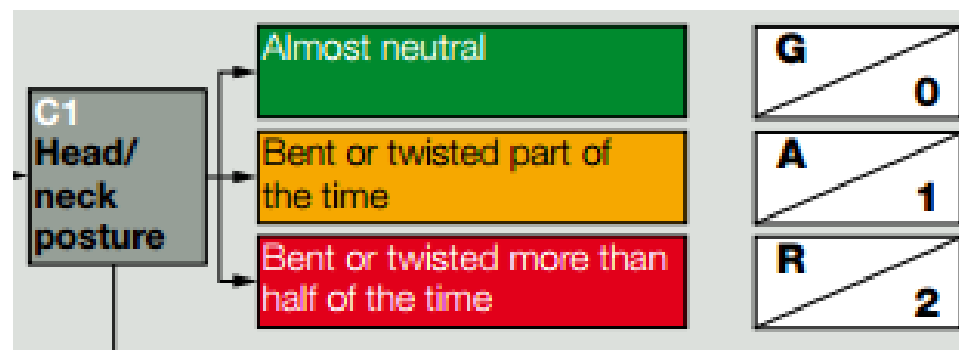 C1
Head/
neck
posture
Almost neutral
G
0
Bent or twisted part of
the time
A
1
Bent or twisted more than
half of the time
R
2